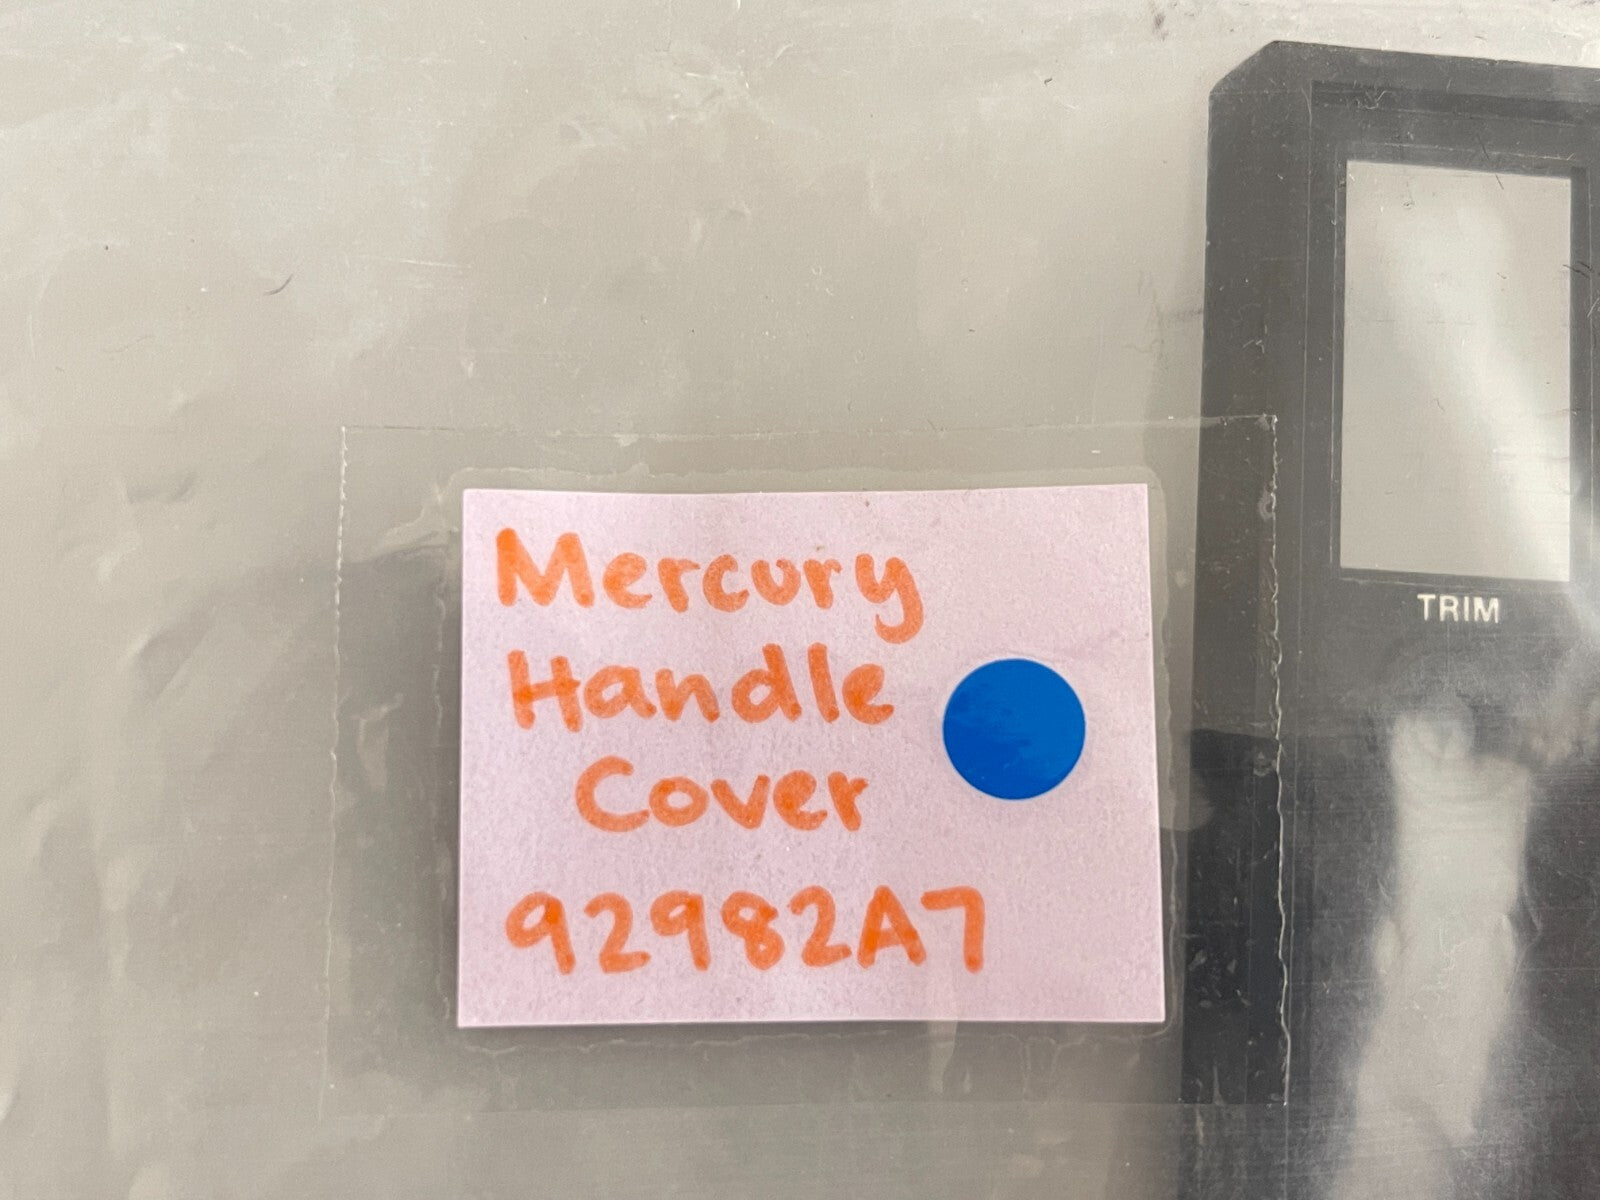 Mercury
Handle
Cover
92982A7
TRIM